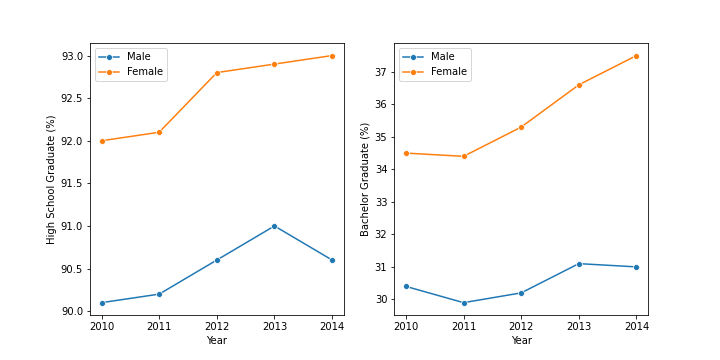 Male
Female
High School Graduate (%)
93.0
92.5
92.0
91.5
91.0
90.5
90.0
2010 2011 2012 2013 2014
Year
Male
Female
Bachelor Graduate (%)
37
36
35
34
33
32
31
30
2010 2011 2012 2013 2014
Year